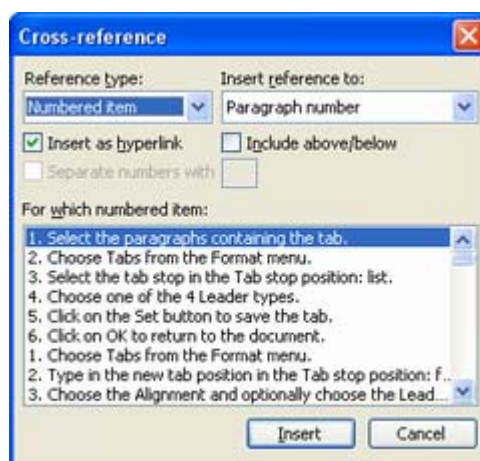 Cross-reference
Reference type: Insert reference to:
Numbered item Paragraph number
Insert as hyperlink Include above/below
Separate numbers with
For which numbered item:
1. Select the paragraphs containing the tab.
2. Choose Tabs from the Format menu.
3. Select the tab stop in the Tab stop position: list.
4. Choose one of the 4 Leader types.
5. Click on the Set button to save the tab.
6. Click on OK to return to the document.
1. Choose Tabs from the Format menu.
2. Type in the new tab position in the Tab stop position: f...
3. Choose the Alignment and optionally choose the Lead...
Insert Cancel